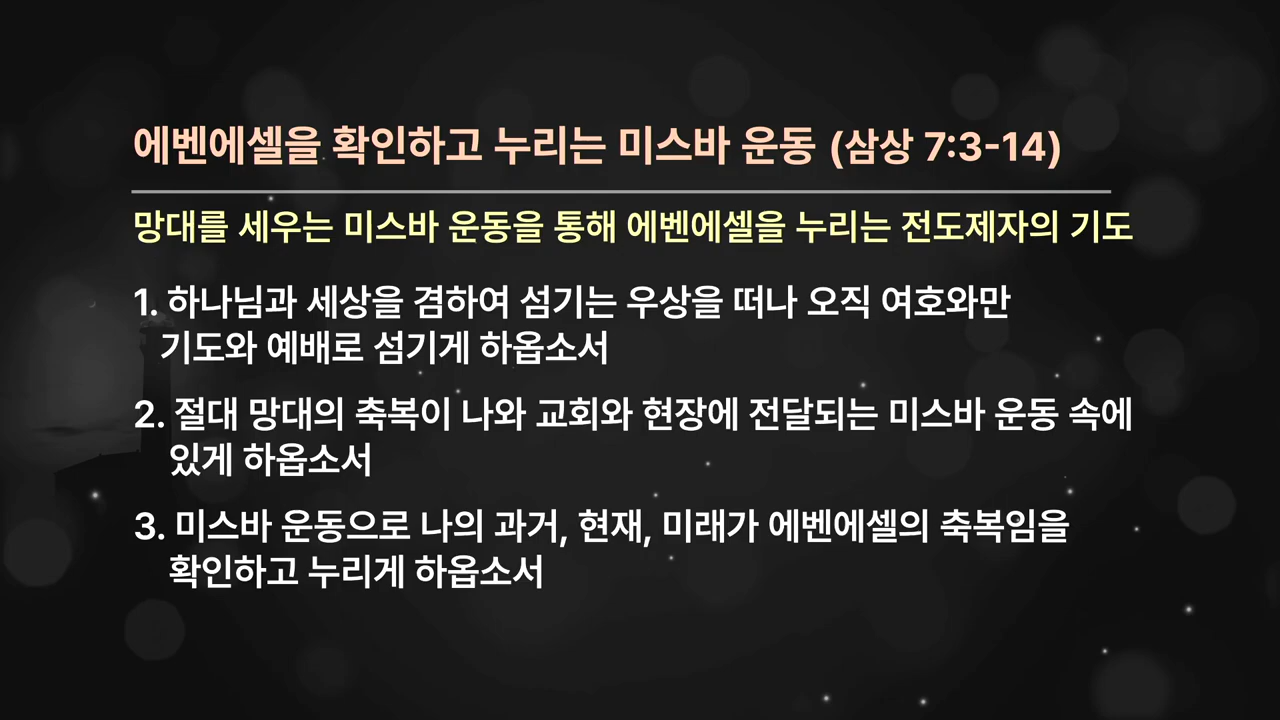 에벤에셀을 확인하고 누리는 미스바 운동 (삼상 7:3-14)
망대를 세우는 미스바 운동을 통해 에벤에셀을 누리는 전도제자의 기도
1. 하나님과 세상을 겸하여 섬기는 우상을 떠나 오직 여호와만
기도와 예배로 섬기게 하옵소서
2. 절대 망대의 축복이 나와 교회와 현장에 전달되는 미스바 운동 속에
있게 하옵소서
3. 미스바 운동으로 나의 과거, 현재, 미래가 에벤에셀의 축복임을
확인하고 누리게 하옵소서